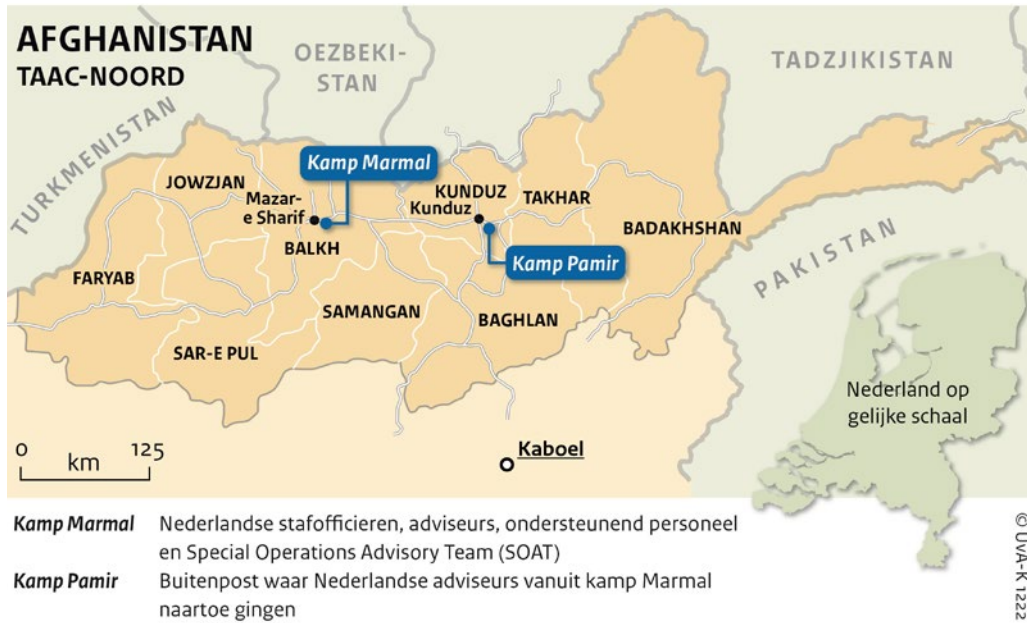 AFGHANISTAN
TAAC-NOORD
OEZBEKI-
STAN
TADZJIKISTAN
TURKMENISTAN
Kamp Marmal
JOWZJAN
Mazar-
e Sharif
BALKH
KUNDUZ
Kunduz
TAKHAR
BADAKHSHAN
Kamp Pamir
PAKISTAN
FARYAB
SAMANGAN
BAGHLAN
SAR-E PUL
Nederland op
gelijke schaal
0 125
km
Kaboel
Kamp Marmal Nederlandse stafofficieren, adviseurs, ondersteunend personeel
en Special Operations Advisory Team (SOAT)
Kamp Pamir Buitenpost waar Nederlandse adviseurs vanuit kamp Marmal
naartoe gingen
© UvA-K 1222